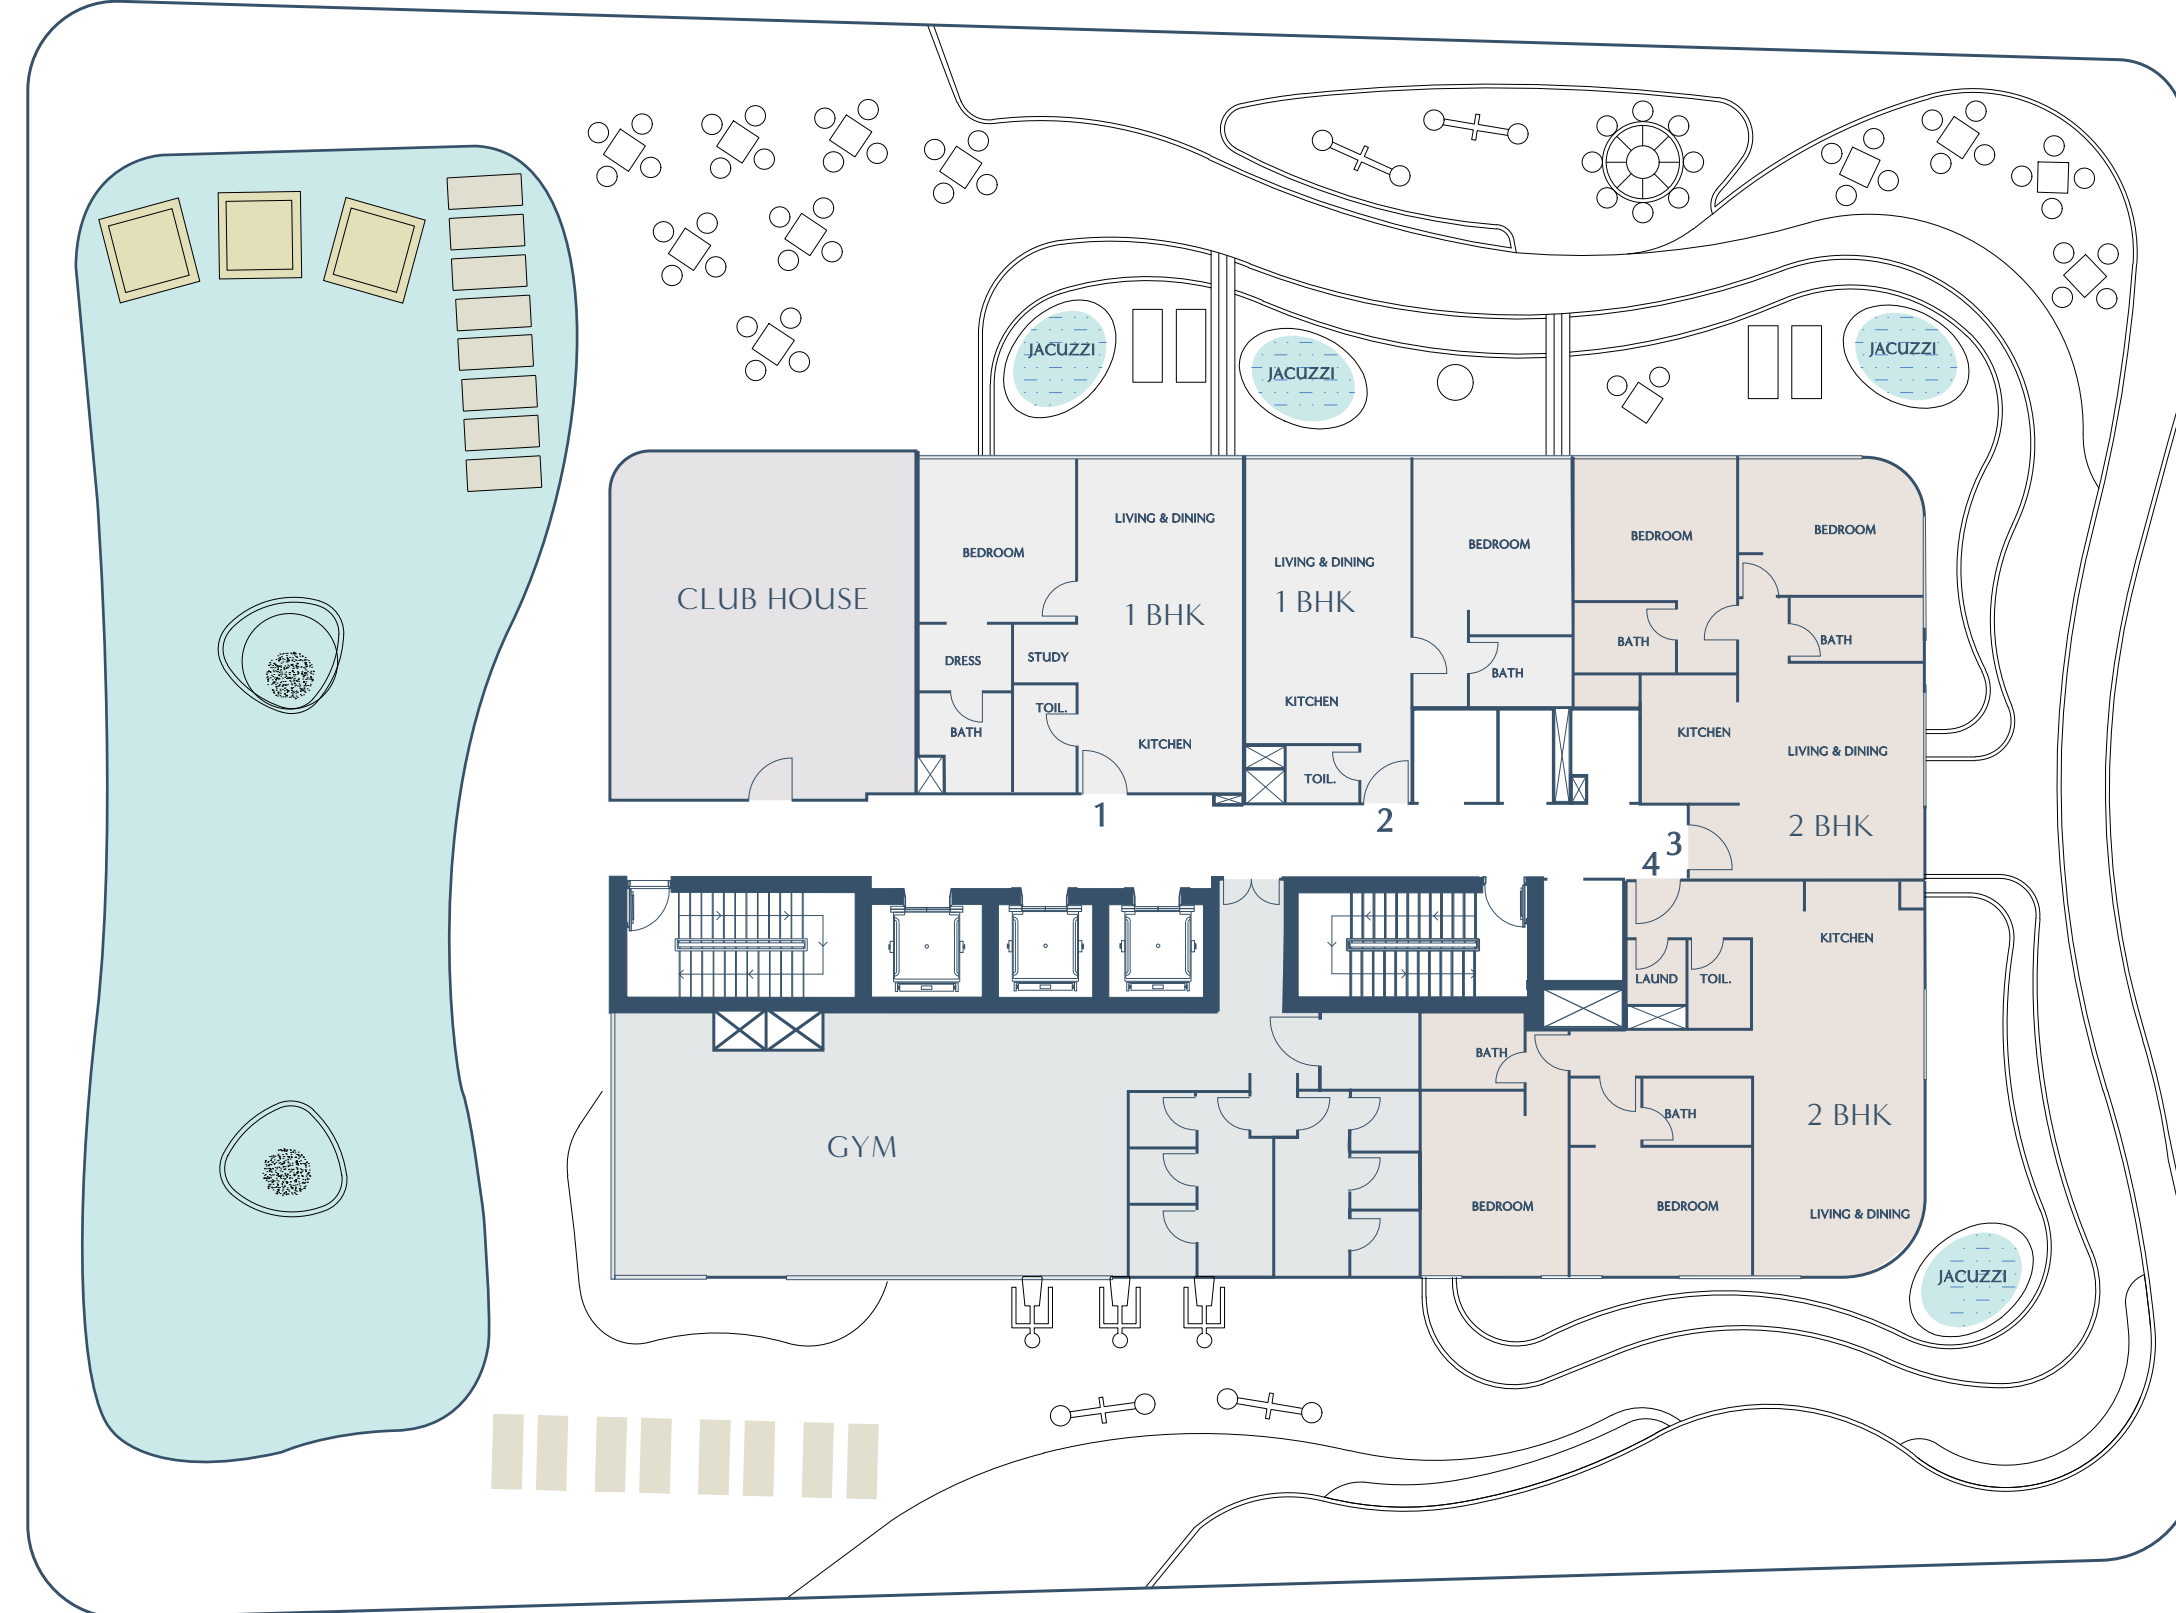 JACUZZI
JACUZZI
JACUZZI
LIVING & DINING
BEDROOM
CLUB HOUSE
1 BHK
DRESS
STUDY
TOIL.
BATH
KITCHEN
1
LIVING & DINING
1 BHK
BEDROOM
BATH
KITCHEN
TOIL.
2
BEDROOM
BEDROOM
BATH
BATH
KITCHEN
LIVING & DINING
2 BHK
3
4
KITCHEN
LAUND
TOIL.
BATH
BATH
2 BHK
BEDROOM
BEDROOM
LIVING & DINING
GYM
JACUZZI